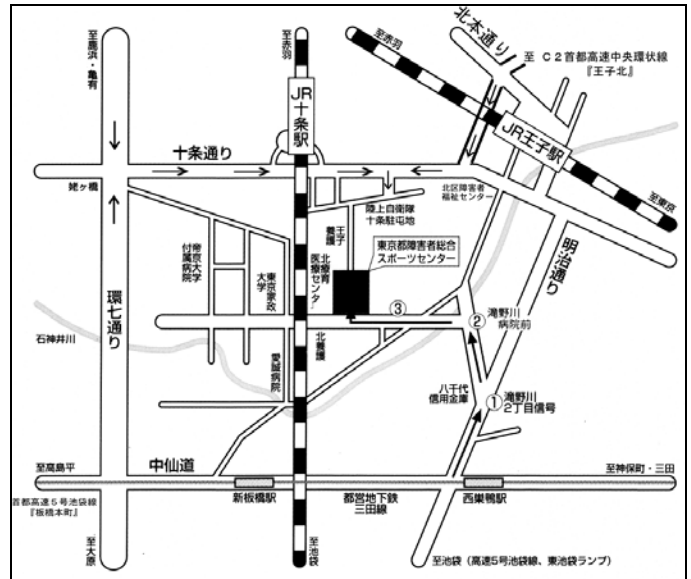 至鹿浜・亀有
至赤羽
至赤羽
北本通り
至 C2首都高速中央環状線
『王子北』
JR十条駅
JR王子駅
十条通り
姥ヶ橋
陸上自衛隊
十条駐屯地
北区障害者
福祉センター
至東京
帝京大学
付属病院
東京家政
大学
北療育
医療センター
王子
養護
東京都障害者総合
スポーツセンター
明治通り
環七通り
石神井川
③
②
滝野川
病院前
北養護
愛誠病院
八千代
信用金庫
①
滝野川
2丁目信号
至高島平
中仙道
至神保町・三田
首都高速5号池袋線
『板橋本町』
新板橋駅
都営地下鉄
三田線
西巣鴨駅
至大原
至池袋
至池袋(高速5号池袋線、東池袋ランプ)